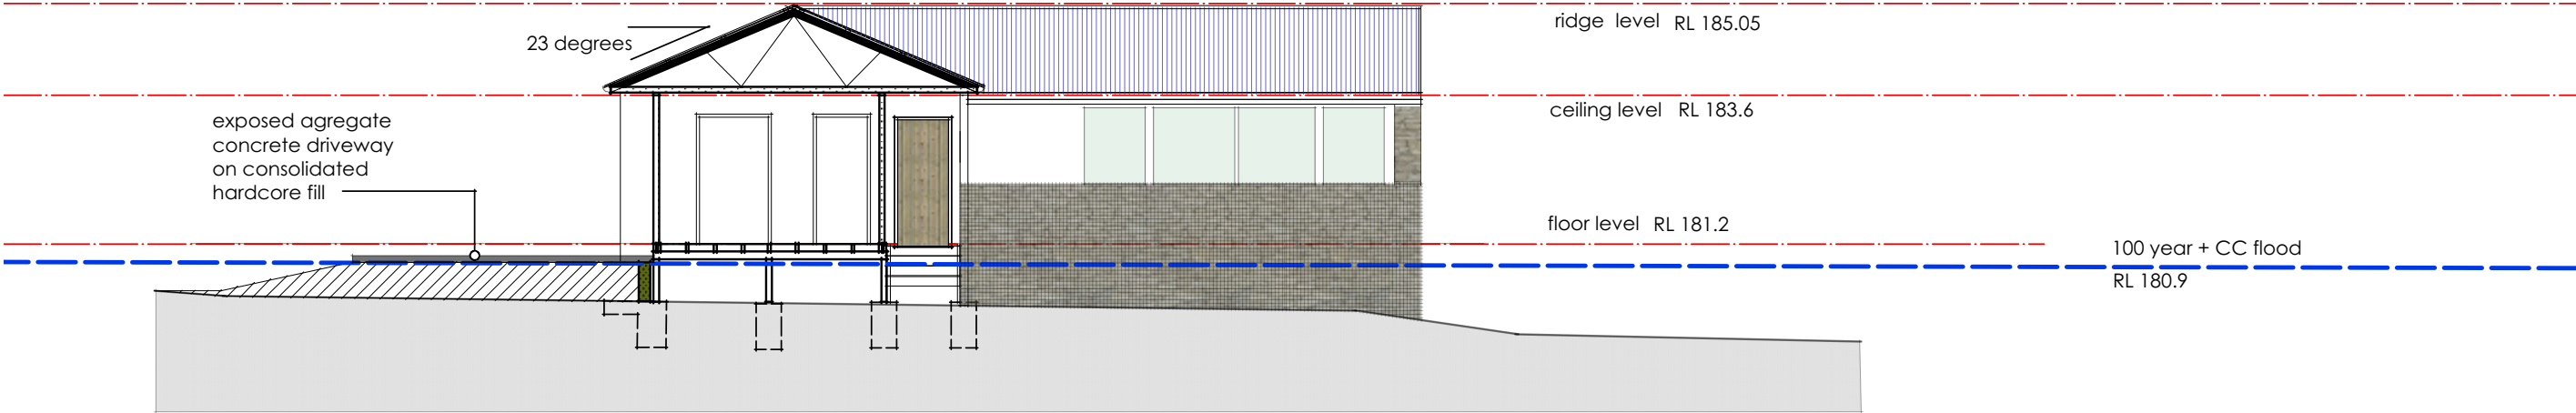 ridge level RL 185.05
23 degrees
ceiling level RL 183.6
exposed agregate
concrete driveway
on consolidated
hardcore fill
floor level RL 181.2
100 year + CC flood
RL 180.9